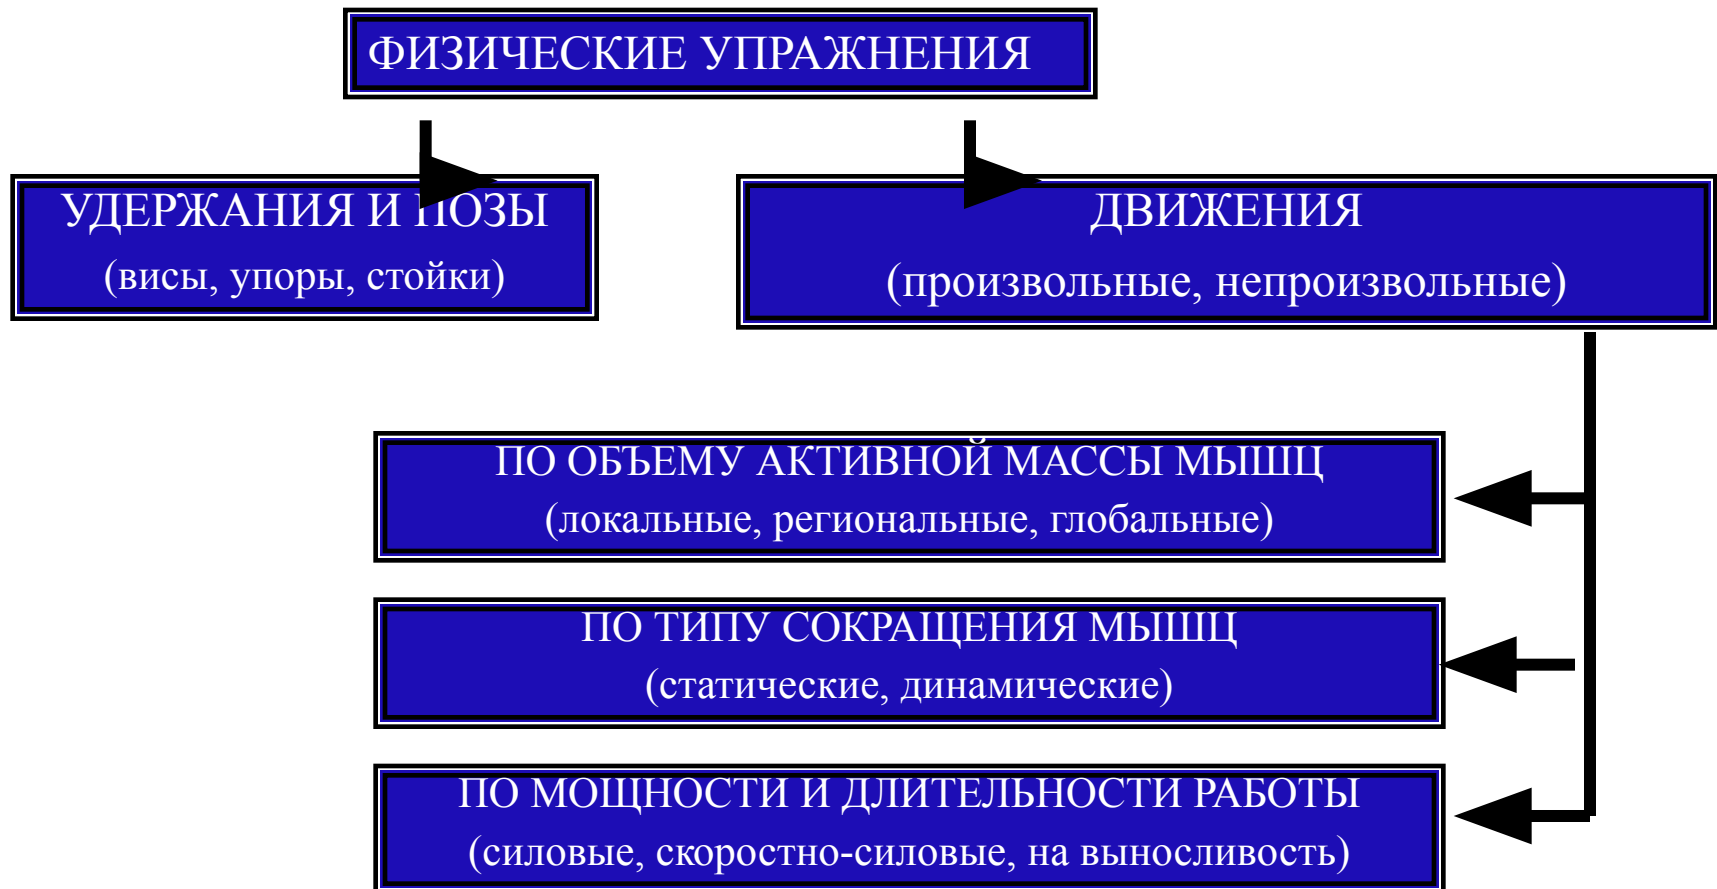 ФИЗИЧЕСКИЕ УПРАЖНЕНИЯ
УДЕРЖАНИЯ И ПОЗЫ
(висы, упоры, стойки)
ДВИЖЕНИЯ
(произвольные, непроизвольные)
ПО ОБЪЕМУ АКТИВНОЙ МАССЫ МЫШЦ
(локальные, региональные, глобальные)
ПО ТИПУ СОКРАЩЕНИЯ МЫШЦ
(статические, динамические)
ПО МОЩНОСТИ И ДЛИТЕЛЬНОСТИ РАБОТЫ
(силовые, скоростно-силовые, на выносливость)